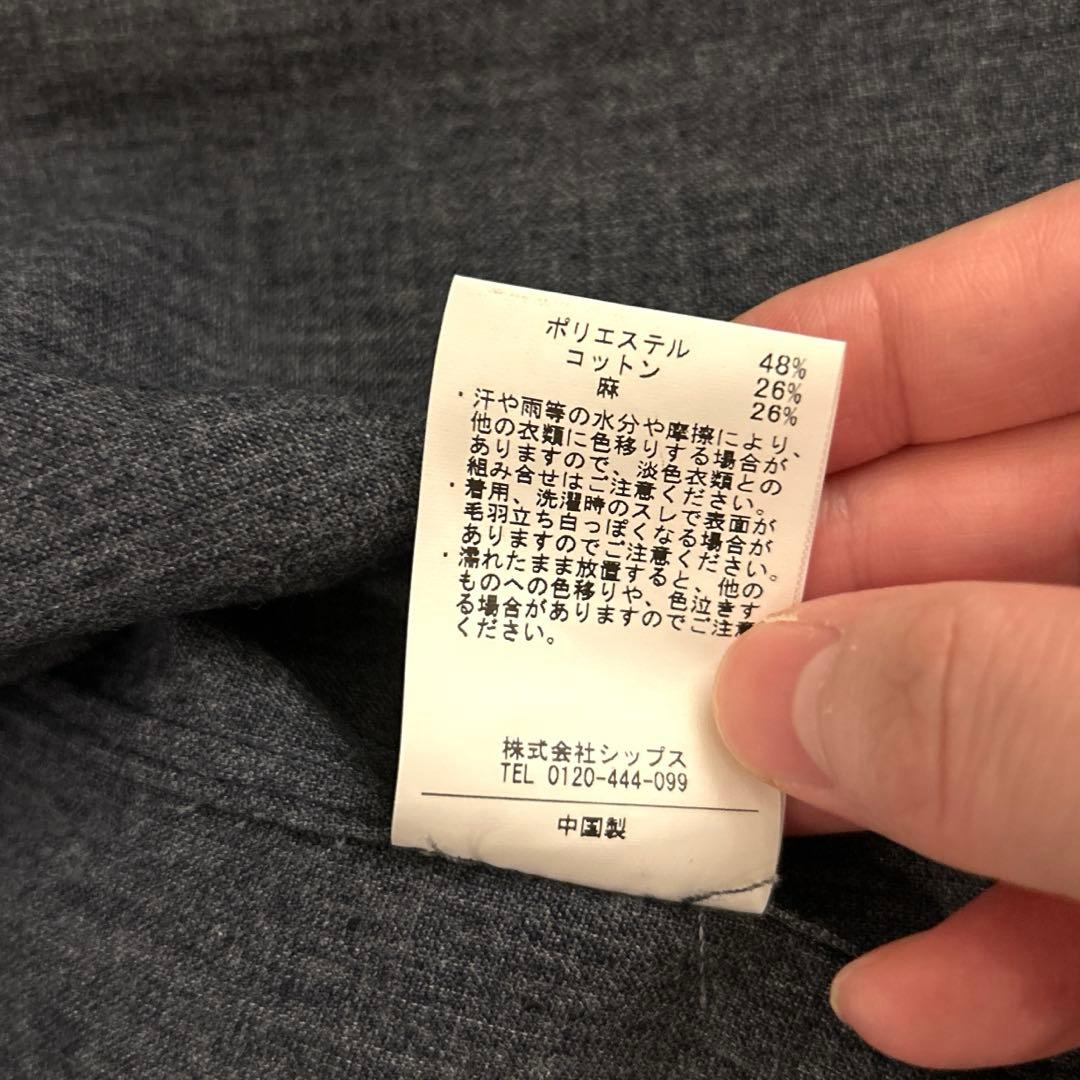 ポリエステル 48%
コットン 26%
麻 26%
・汗や雨等の水分や摩擦により、
他の衣類に色移りする場合が
ありますので、淡色衣類との
組み合せはご注意ください。
・着用、洗濯時のスレで表面が
毛羽立ち白っぽくなる場合が
ありますのでご注意ください。
・濡れたまま放置すると、他の
ものへの色移りや、色泣きす
る場合がありますのでご注意
ください。
株式会社シップス
TEL 0120-444-099
中国製